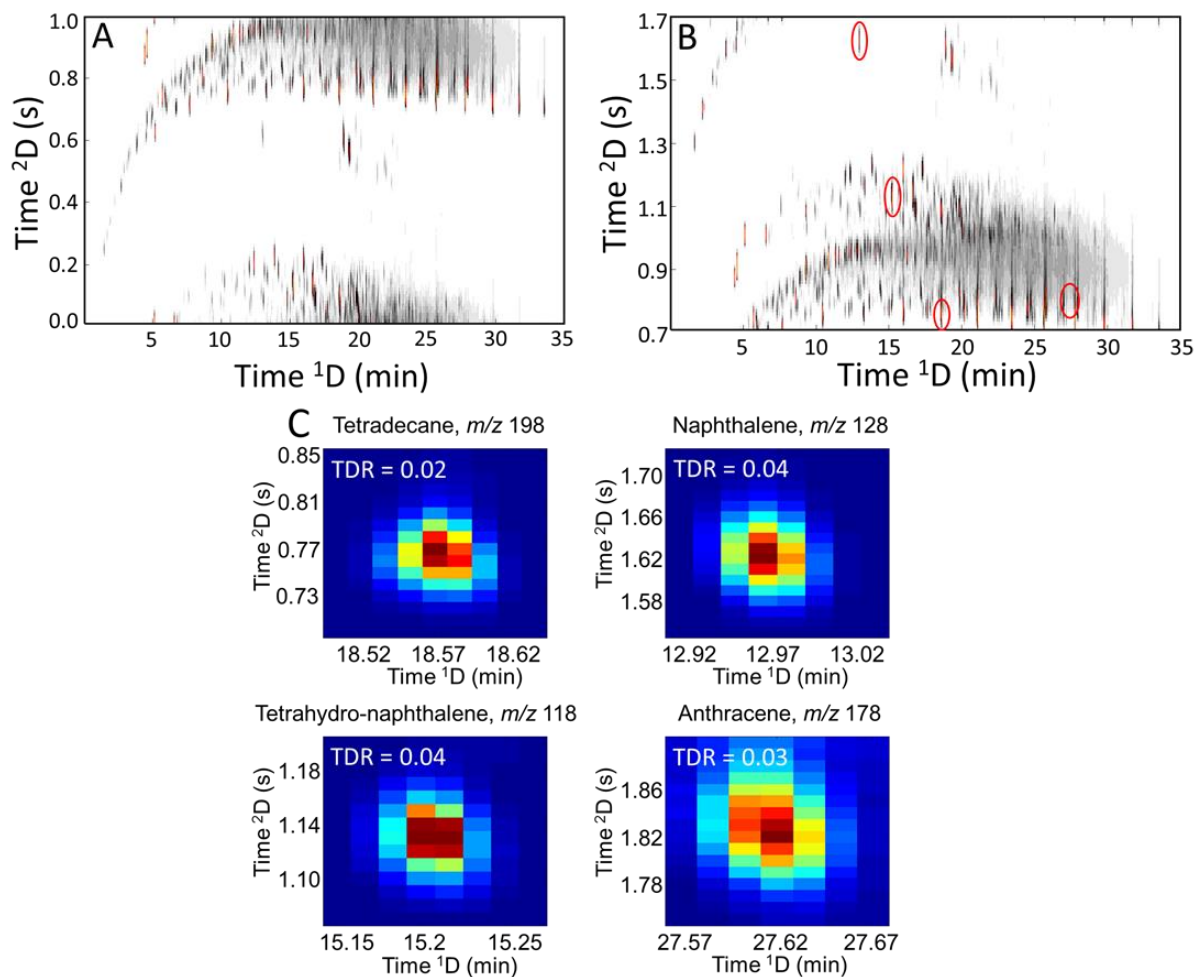 A
Time ²D (s)
1.0
0.8
0.6
0.4
0.2
0.0
5 10 15 20 25 30 35
Time ¹D (min)
B
Time ²D (s)
1.7
1.5
1.3
1.1
0.9
0.7
5 10 15 20 25 30 35
Time ¹D (min)
C
Tetradecane, m/z 198
TDR = 0.02
Time ²D (s)
0.85
0.81
0.77
0.73
18.52 18.57 18.62
Time ¹D (min)
Naphthalene, m/z 128
TDR = 0.04
Time ²D (s)
1.70
1.66
1.62
1.58
12.92 12.97 13.02
Time ¹D (min)
Tetrahydro-naphthalene, m/z 118
TDR = 0.04
Time ²D (s)
1.18
1.14
1.10
15.15 15.2 15.25
Time ¹D (min)
Anthracene, m/z 178
TDR = 0.03
Time ²D (s)
1.86
1.82
1.78
27.57 27.62 27.67
Time ¹D (min)